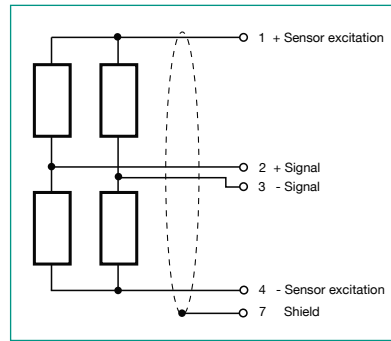 1 + Sensor excitation
2 + Signal
3 - Signal
4 - Sensor excitation
7 Shield